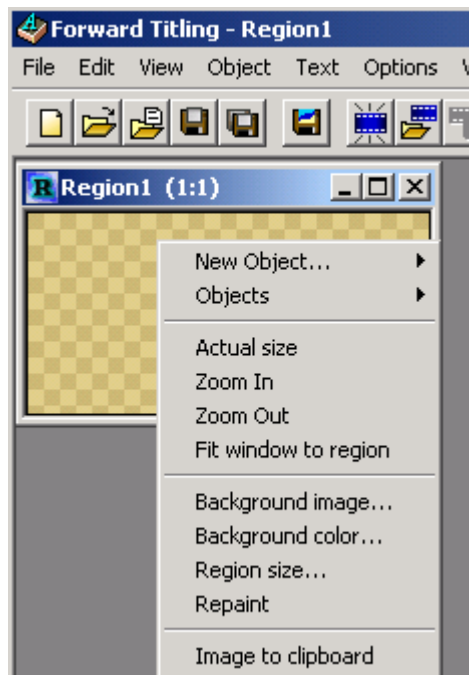 Forward Titling - Region1
File Edit View Object Text Options
Region1 (1:1)
New Object...
Objects
Actual size
Zoom In
Zoom Out
Fit window to region
Background image...
Background color...
Region size...
Repaint
Image to clipboard